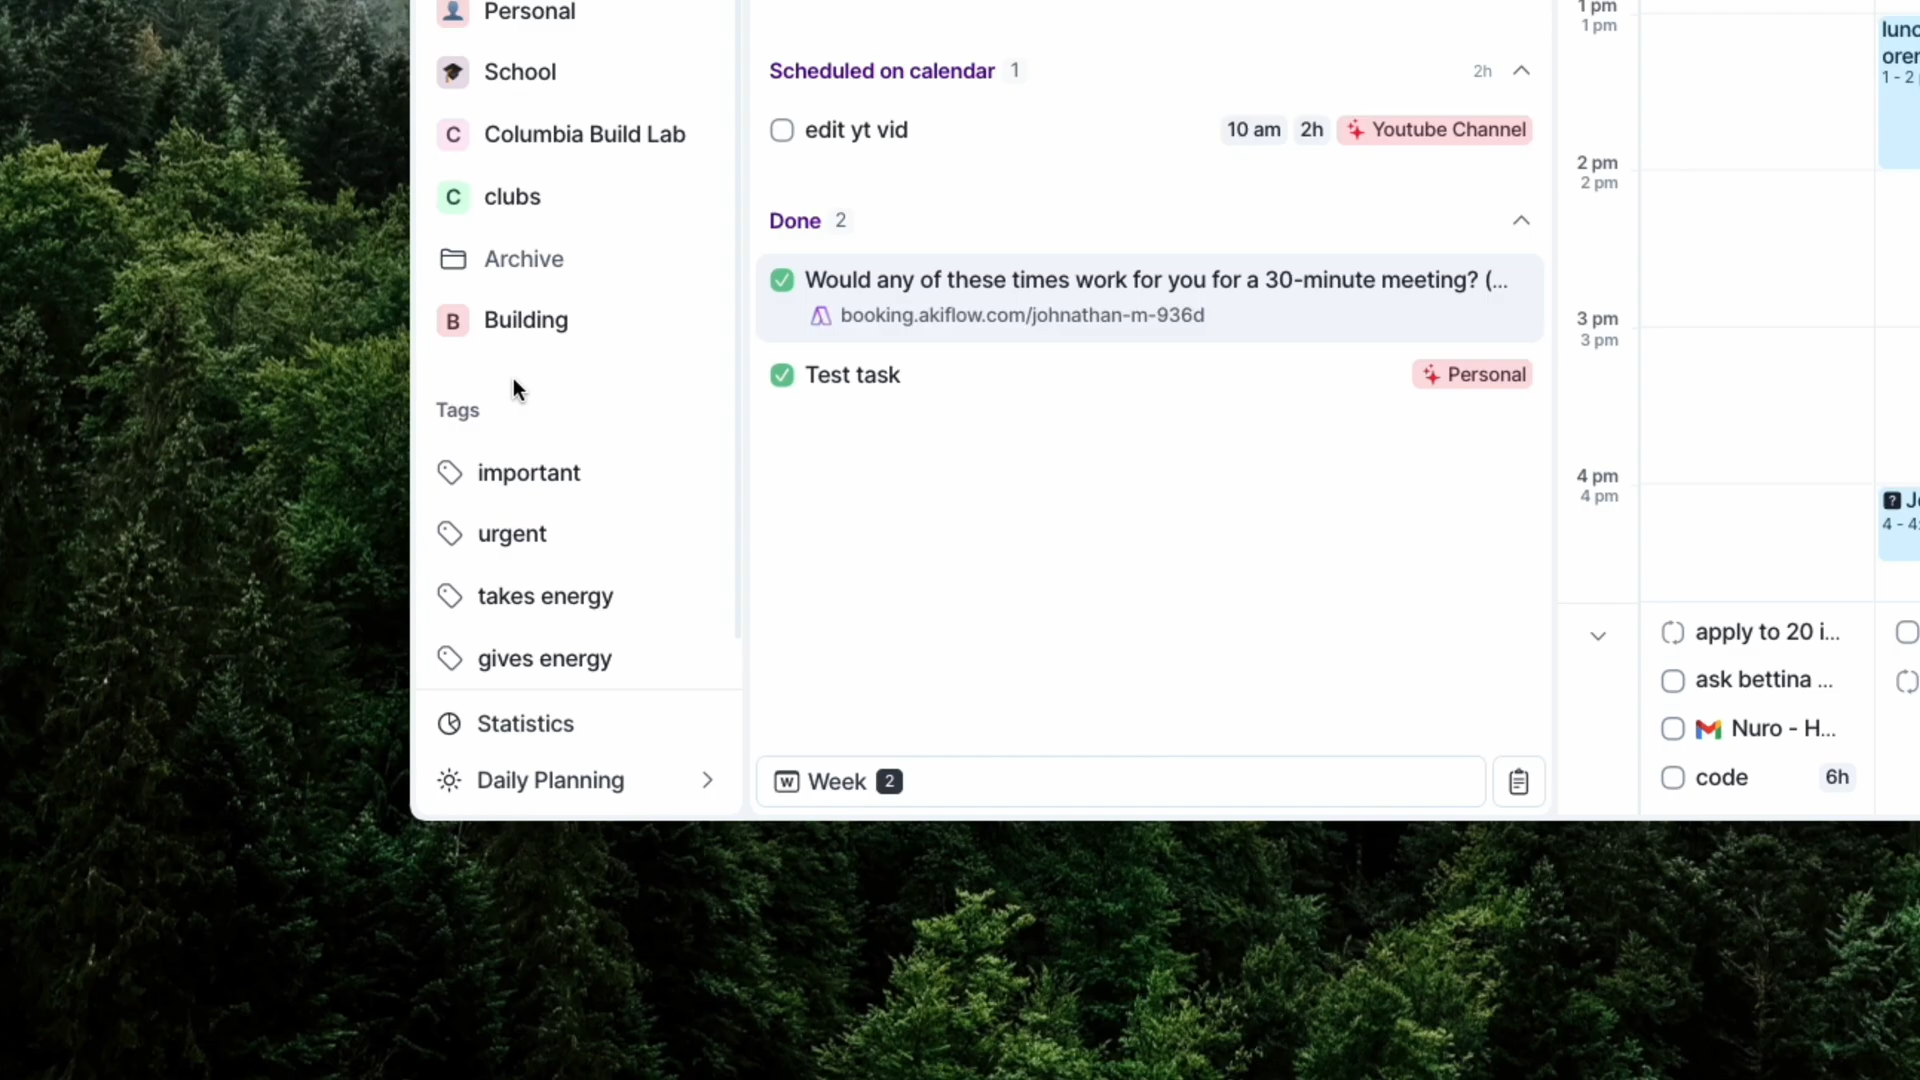 Personal
School
C Columbia Build Lab
C clubs
Archive
B Building
Tags
important
urgent
takes energy
gives energy
Statistics
Daily Planning
Scheduled on calendar 1 2h
edit yt vid 10 am 2h Youtube Channel
Done 2
Would any of these times work for you for a 30-minute meeting? (...
booking.akiflow.com/johnathan-m-936d
Test task Personal
W Week 2
1 pm
1 pm
2 pm
2 pm
3 pm
3 pm
4 pm
4 pm
1 - 2
? J
4 - 4
apply to 20 i...
ask bettina ...
Nuro - H...
code 6h